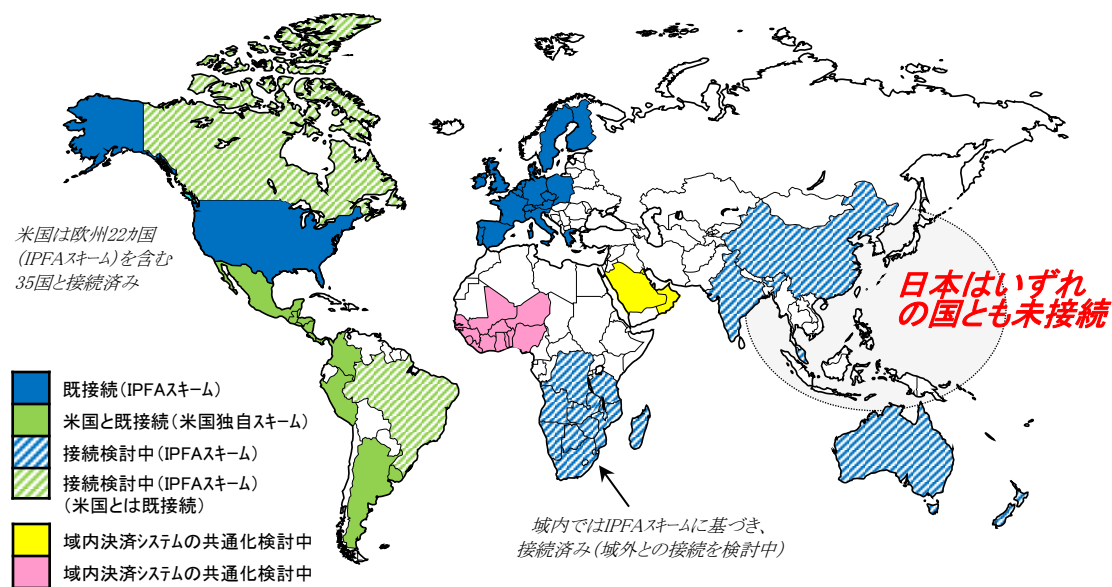 米国は欧州22ｶ国
(IPFAｽｷｰﾑ)を含む
35国と接続済み
日本はいずれ
の国とも未接続
既接続(IPFAスキーム)
米国と既接続(米国独自スキーム)
接続検討中(IPFAスキーム)
接続検討中(IPFAスキーム)
(米国とは既接続)
域内決済ｼｽﾃﾑの共通化検討中
域内決済ｼｽﾃﾑの共通化検討中
域内ではIPFAｽｷｰﾑに基づき、
接続済み(域外との接続を検討中)